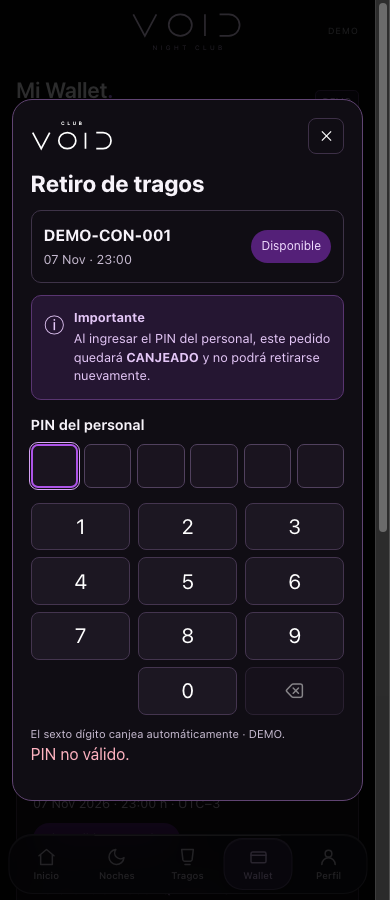 VOID
NIGHT CLUB
DEMO
Mi Wallet.
CLUB
VOID
Retiro de tragos
DEMO-CON-001
Disponible
07 Nov · 23:00
Importante
Al ingresar el PIN del personal, este pedido
quedará CANJEADO y no podrá retirarse
nuevamente.
PIN del personal
1 2 3
4 5 6
7 8 9
0
El sexto dígito canjea automáticamente · DEMO.
PIN no válido.
07 Nov 2026 · 23:00 h · UTC−3
Inicio Noches Tragos Wallet Perfil